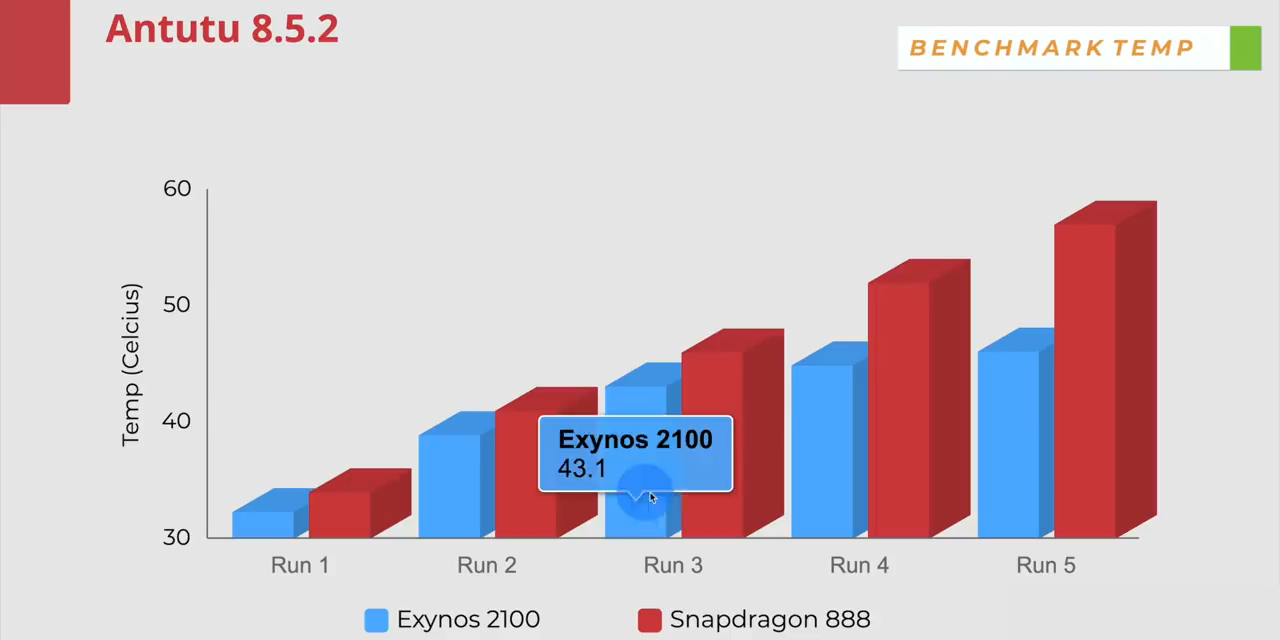 Antutu 8.5.2
BENCHMARK TEMP
60
50
40
30
Temp (Celcius)
Exynos 2100
43.1
Run 1
Run 2
Run 3
Run 4
Run 5
Exynos 2100
Snapdragon 888